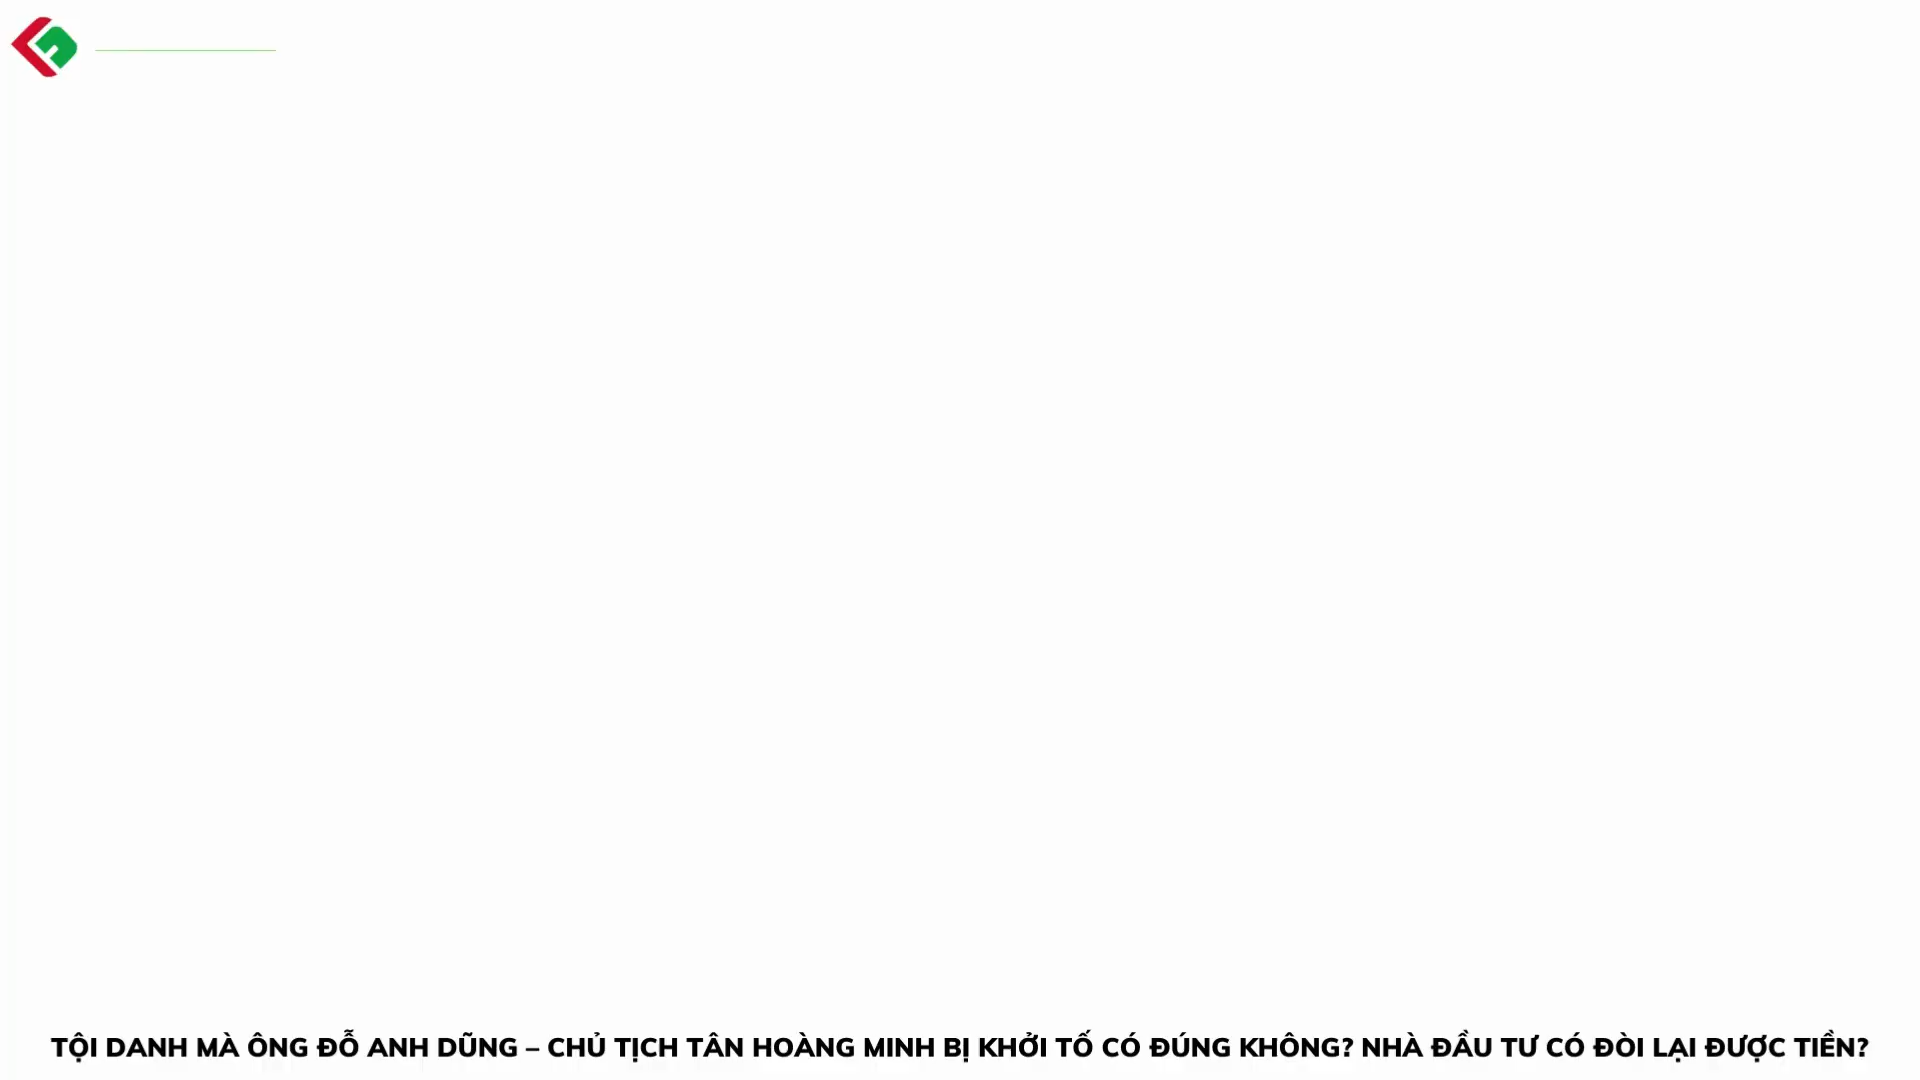 TỘI DANH MÀ ÔNG ĐỖ ANH DŨNG – CHỦ TỊCH TÂN HOÀNG MINH BỊ KHỞI TỐ CÓ ĐÚNG KHÔNG? NHÀ ĐẦU TƯ CÓ ĐÒI LẠI ĐƯỢC TIỀN?